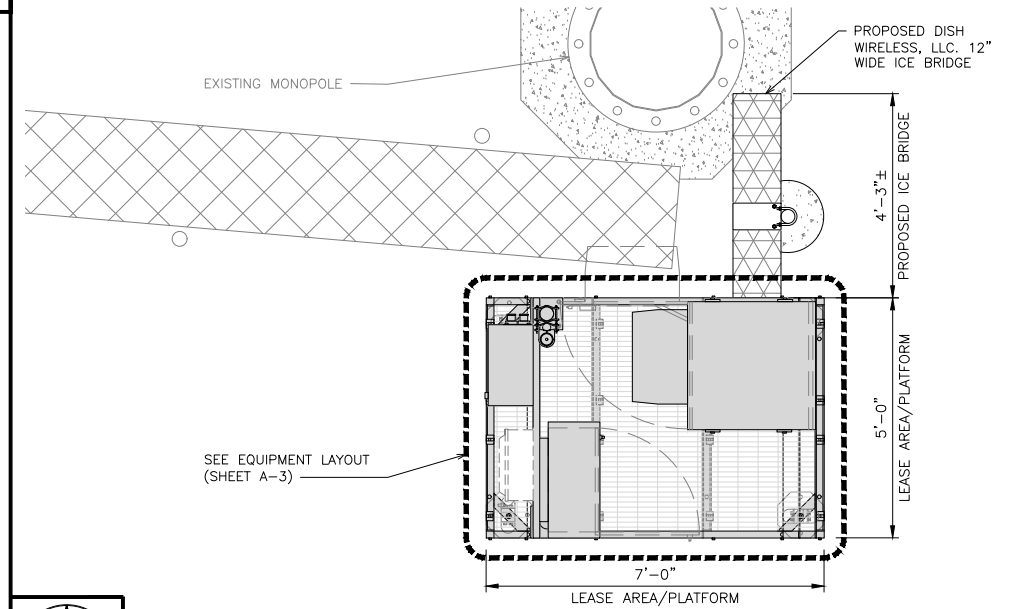 PROPOSED DISH
WIRELESS, LLC. 12"
WIDE ICE BRIDGE
EXISTING MONOPOLE
4'-3"±
PROPOSED ICE BRIDGE
SEE EQUIPMENT LAYOUT
(SHEET A-3)
5'-0"
LEASE AREA/PLATFORM
7'-0"
LEASE AREA/PLATFORM